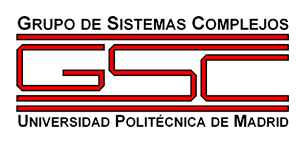 GRUPO DE SISTEMAS COMPLEJOS
GSC
UNIVERSIDAD POLITÉCNICA DE MADRID